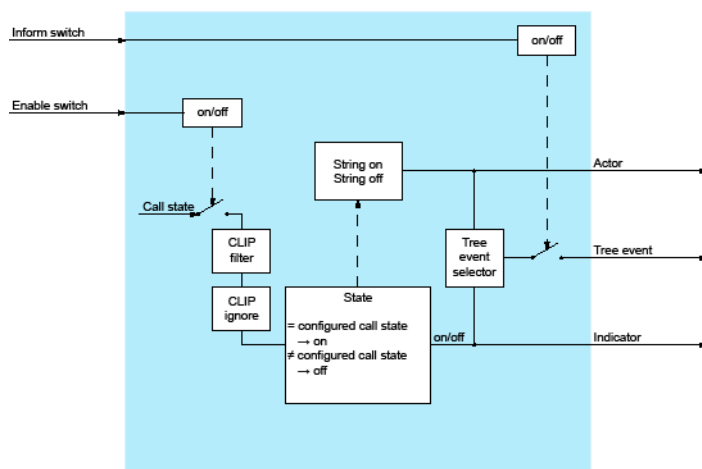 Inform switch
on/off
Enable switch
on/off
String on
String off
Actor
Call state
CLIP
filter
Tree
event
selector
Tree event
CLIP
ignore
State
= configured call state
→ on
≠ configured call state
→ off
on/off
Indicator